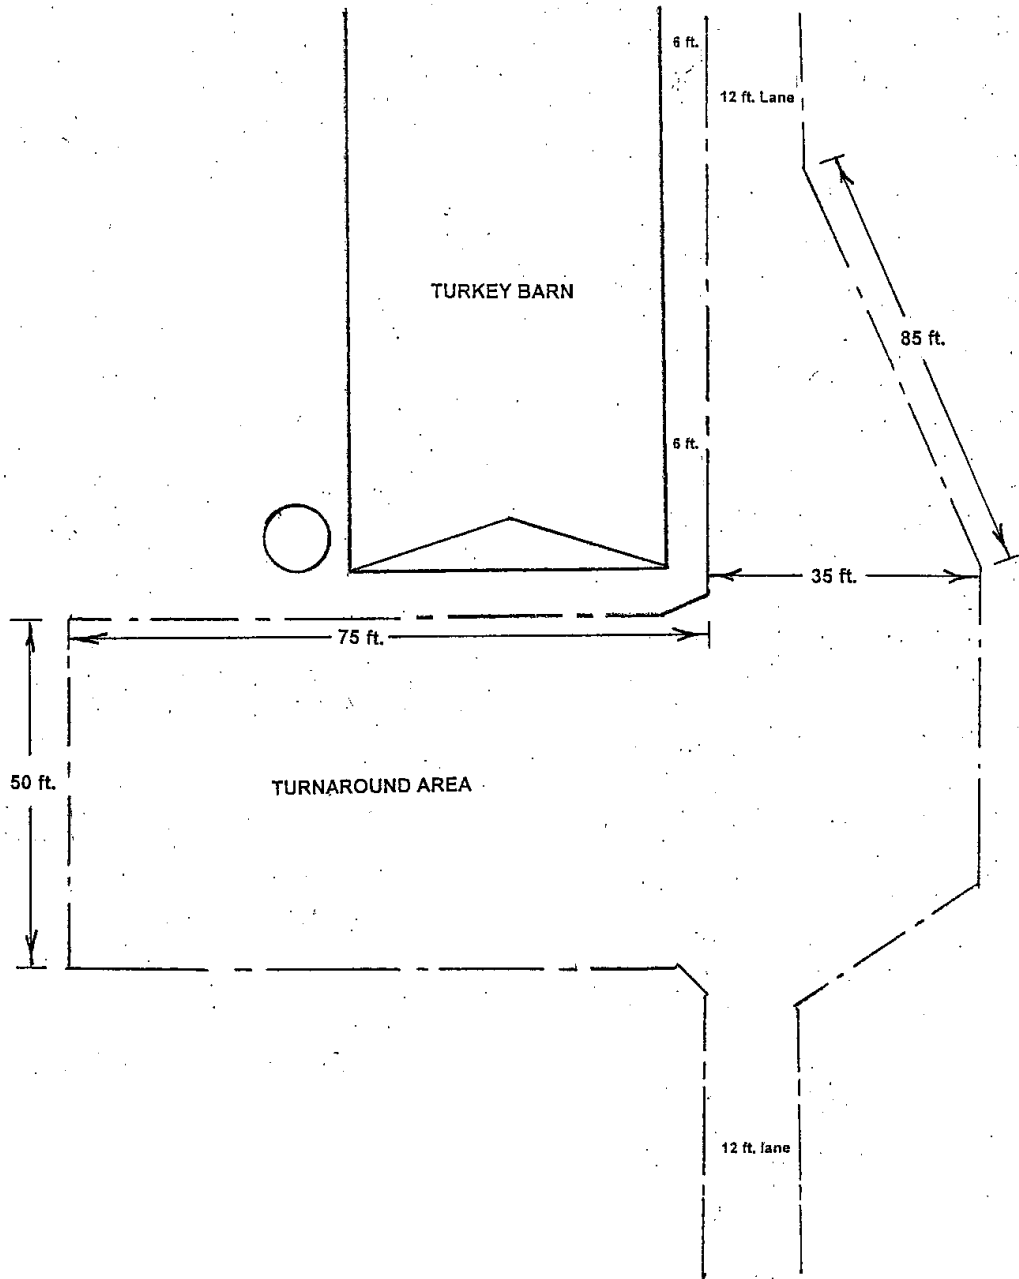 6 ft.
12 ft. Lane
TURKEY BARN
85 ft.
6 ft.
35 ft.
75 ft.
50 ft.
TURNAROUND AREA
12 ft. lane